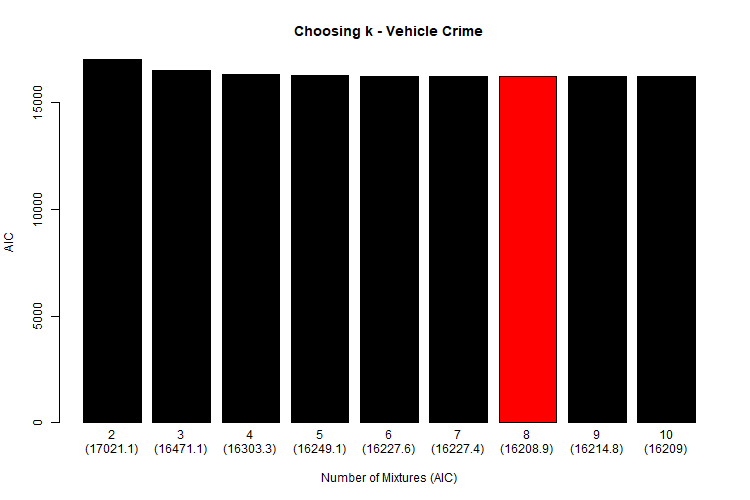 Choosing k - Vehicle Crime
15000
10000
5000
0
AIC
2 3 4 5 6 7 8 9 10
(17021.1) (16471.1) (16303.3) (16249.1) (16227.6) (16227.4) (16208.9) (16214.8) (16209)
Number of Mixtures (AIC)